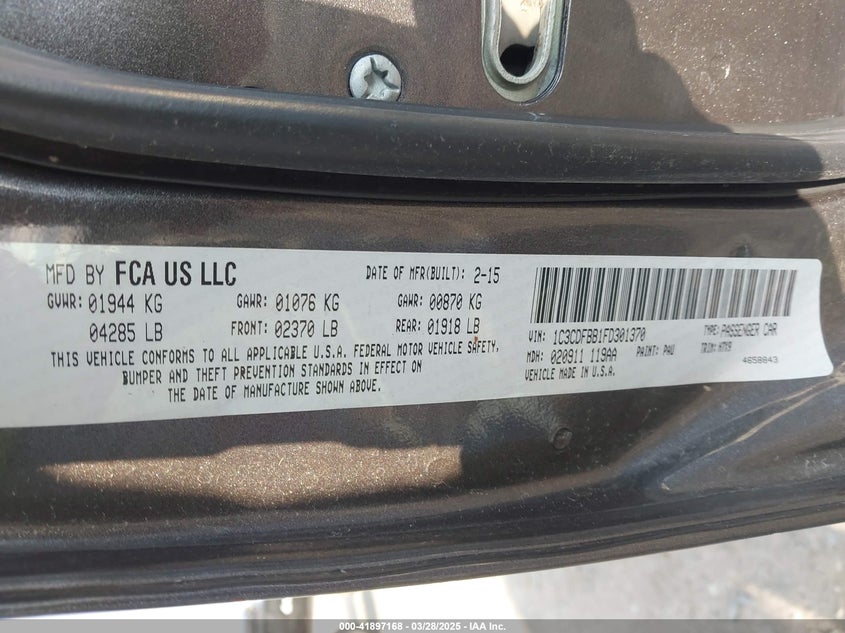 MFD BY FCA US LLC
DATE OF MFR(BUILT): 2-15
GVWR: 01944 KG GAWR: 01076 KG GAWR: 00870 KG
04285 LB FRONT: 02370 LB REAR: 01918 LB
THIS VEHICLE CONFORMS TO ALL APPLICABLE U.S.A. FEDERAL MOTOR VEHICLE SAFETY,
BUMPER AND THEFT PREVENTION STANDARDS IN EFFECT ON
THE DATE OF MANUFACTURE SHOWN ABOVE.
VIN: 1C3CDFBB1FD301370 TYPE: PASSENGER CAR
MDH: 020911 119AA PAINT: PAU TRIM: H7X9
VEHICLE MADE IN U.S.A. 4658843
000-41897168 - 03/28/2025 - IAA Inc.